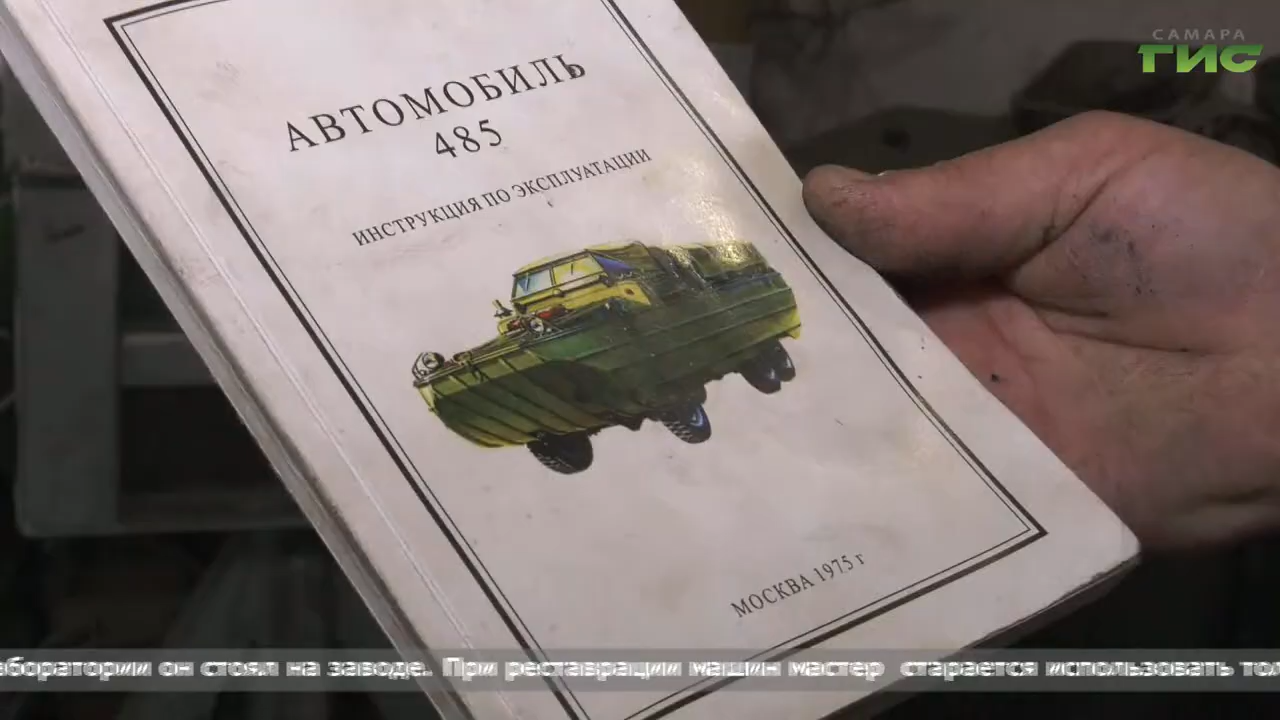 САМАРА
ГИС
АВТОМОБИЛЬ
485
ИНСТРУКЦИЯ ПО ЭКСПЛУАТАЦИИ
МОСКВА 1975 г
он стоял на заводе. При реставрации машин мастер старается использовать